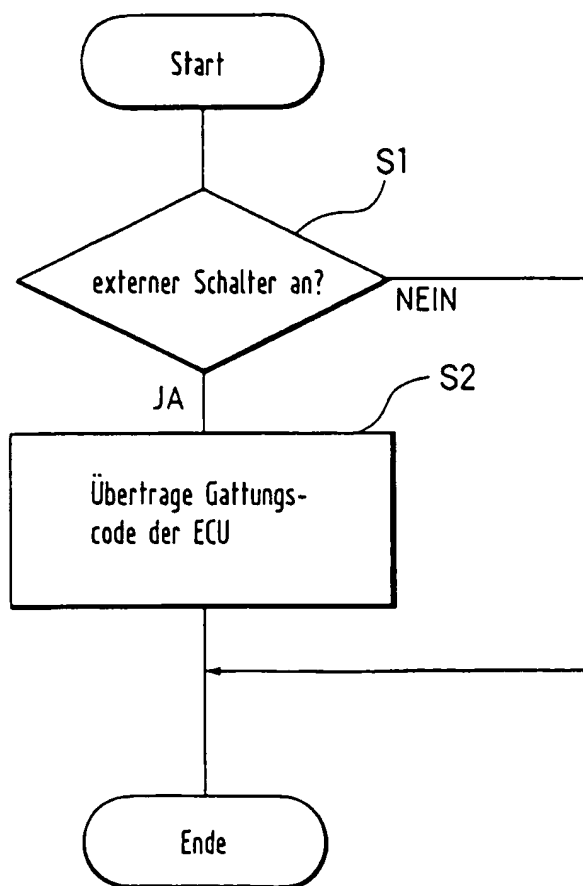 Start
S1
externer Schalter an?
NEIN
JA
S2
Übertrage Gattungs-
code der ECU
Ende